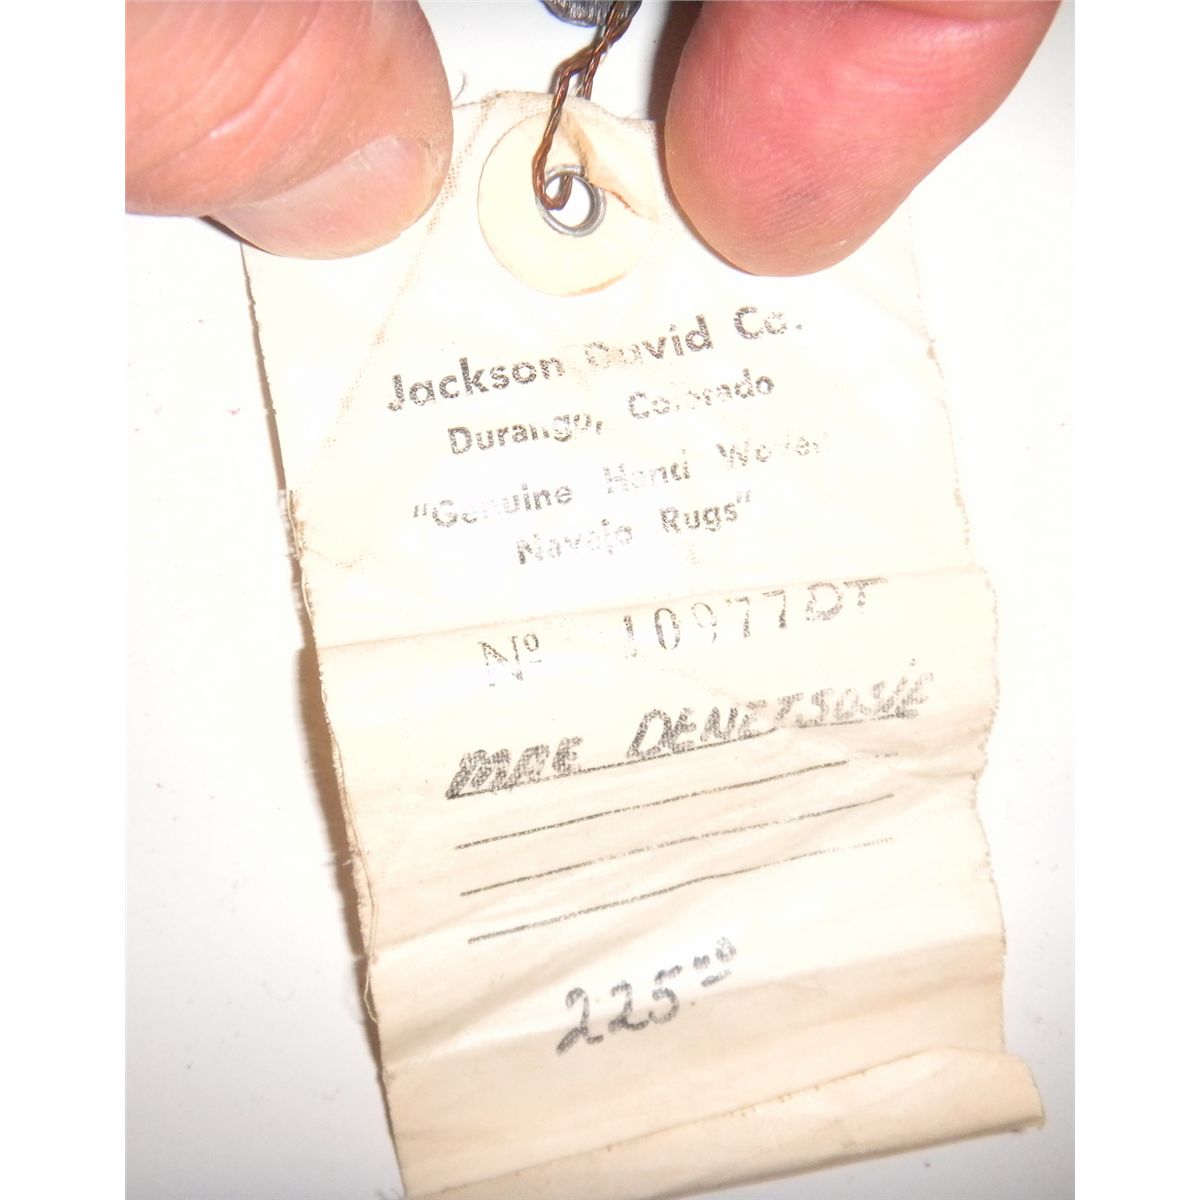 Jackson David Co.
Durango, Colorado
"Genuine Hand Woven
Navajo Rugs"
Nº 10977DT
MAE DENETSOSIE
225.00